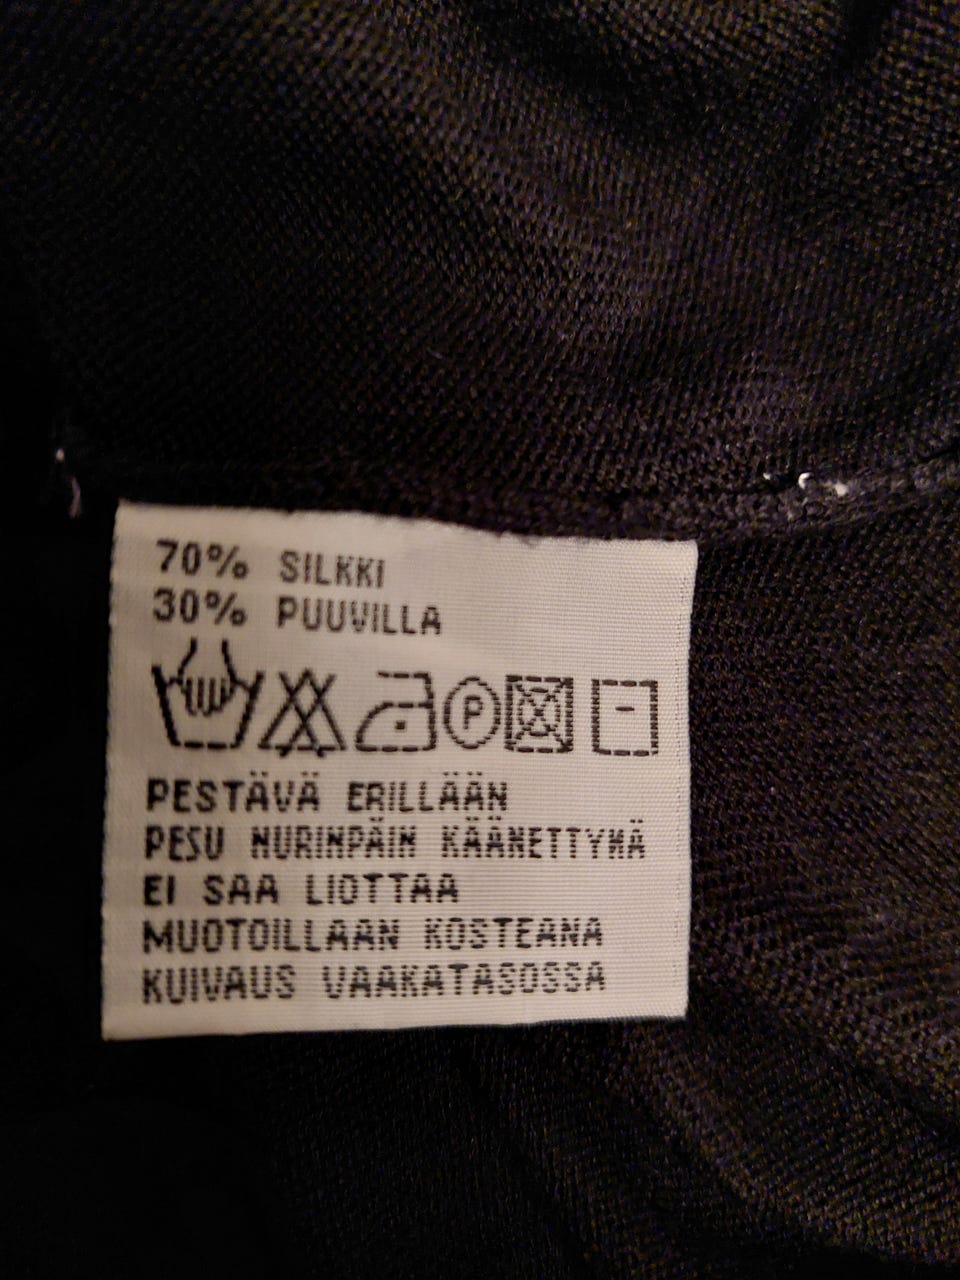 70% SILKKI
30% PUUVILLA
P
PESTÄVÄ ERILLÄÄN
PESU NURINPÄIN KÄÄNETTYNÄ
EI SAA LIOTTAA
MUOTOILLAAN KOSTEANA
KUIVAUS VAAKATASOSSA